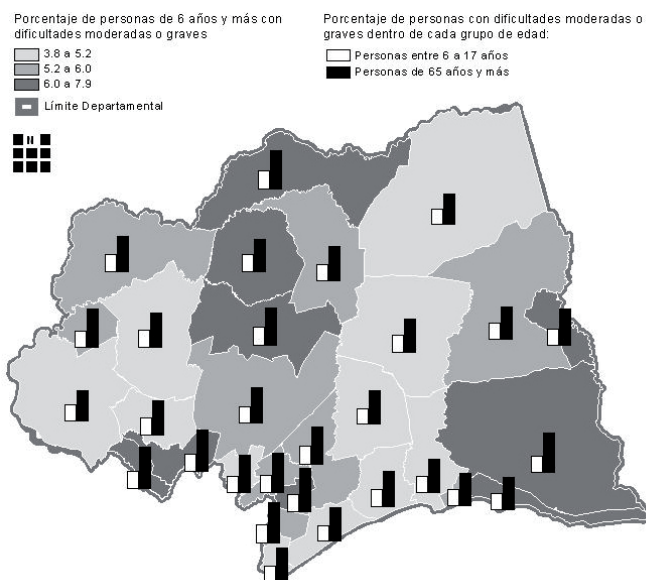 Porcentaje de personas de 6 años y más con
dificultades moderadas o graves
3.8 a 5.2
5.2 a 6.0
6.0 a 7.9
Límite Departamental
Porcentaje de personas con dificultades moderadas o
graves dentro de cada grupo de edad:
Personas entre 6 a 17 años
Personas de 65 años y más